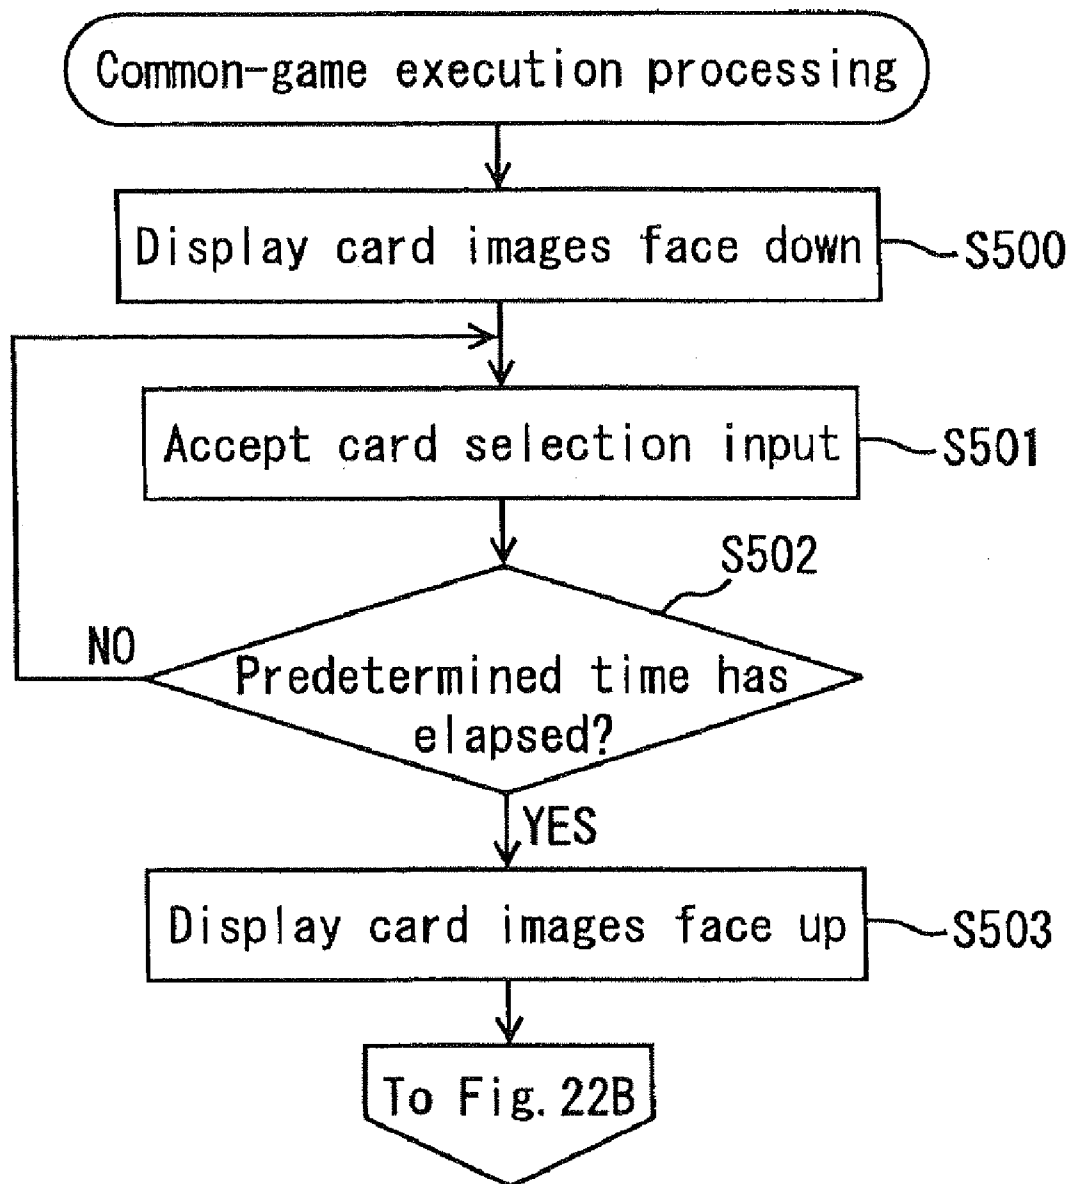 Common-game execution processing
Display card images face down
S500
Accept card selection input
S501
S502
NO
Predetermined time has
elapsed?
YES
Display card images face up
S503
To Fig. 22B